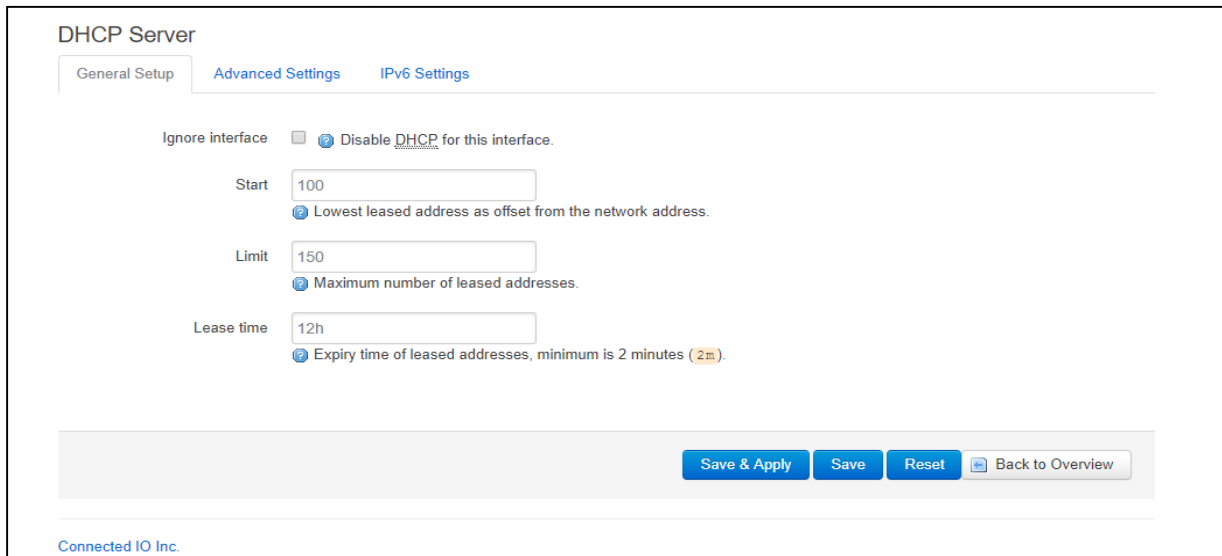 DHCP Server
General Setup Advanced Settings IPv6 Settings
Ignore interface Disable DHCP for this interface.
Start 100
Lowest leased address as offset from the network address.
Limit 150
Maximum number of leased addresses.
Lease time 12h
Expiry time of leased addresses, minimum is 2 minutes (2m).
Save & Apply Save Reset Back to Overview
Connected IO Inc.